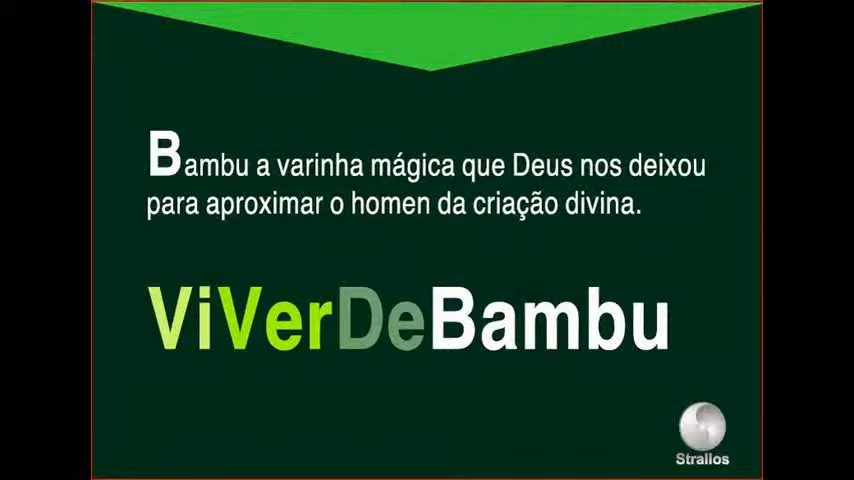 Bambu a varinha mágica que Deus nos deixou
para aproximar o homen da criação divina.
ViVerDeBambu
Strallos